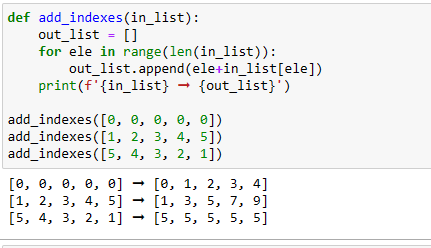 def add_indexes(in_list):
    out_list = []
    for ele in range(len(in_list)):
        out_list.append(ele+in_list[ele])
    print(f'{in_list} → {out_list}')

add_indexes([0, 0, 0, 0, 0])
add_indexes([1, 2, 3, 4, 5])
add_indexes([5, 4, 3, 2, 1])

[0, 0, 0, 0, 0] → [0, 1, 2, 3, 4]
[1, 2, 3, 4, 5] → [1, 3, 5, 7, 9]
[5, 4, 3, 2, 1] → [5, 5, 5, 5, 5]